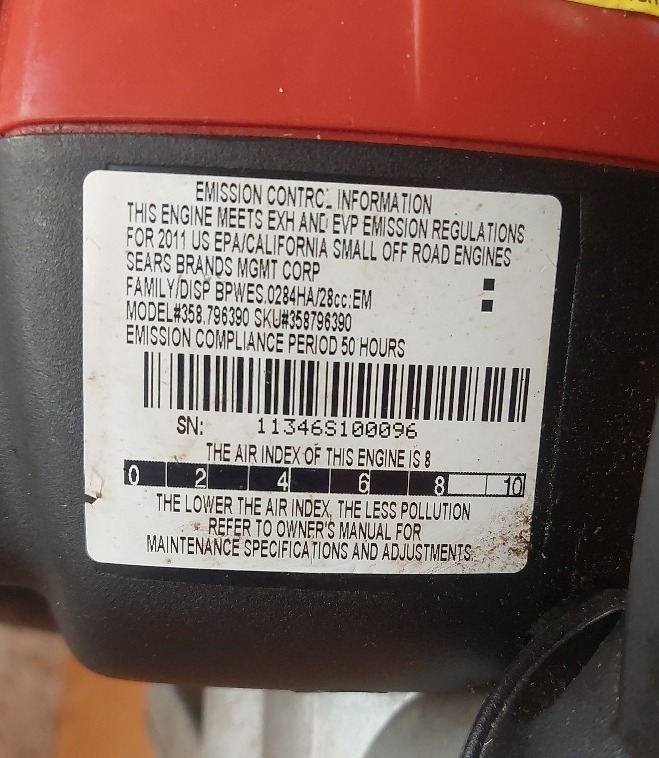 EMISSION CONTROL INFORMATION
THIS ENGINE MEETS EXH AND EVP EMISSION REGULATIONS
FOR 2011 US EPA/CALIFORNIA SMALL OFF ROAD ENGINES
SEARS BRANDS MGMT CORP
FAMILY/DISP BPWES.0284HA/28cc:EM
MODEL#358.796390 SKU#358796390
EMISSION COMPLIANCE PERIOD 50 HOURS
SN: 11346S100096
THE AIR INDEX OF THIS ENGINE IS 8
0 2 4 6 8 10
THE LOWER THE AIR INDEX, THE LESS POLLUTION
REFER TO OWNER'S MANUAL FOR
MAINTENANCE SPECIFICATIONS AND ADJUSTMENTS.